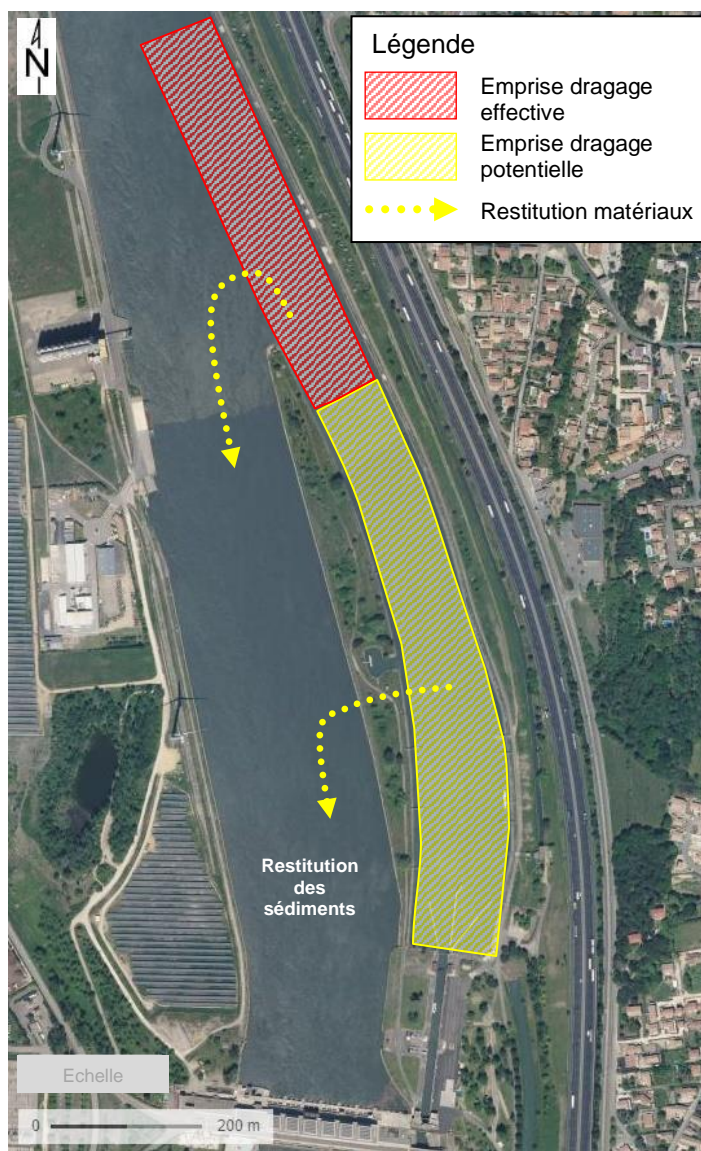 N
Légende
Emprise dragage
effective
Emprise dragage
potentielle
Restitution matériaux
Restitution
des
sédiments
Echelle
0 200 m